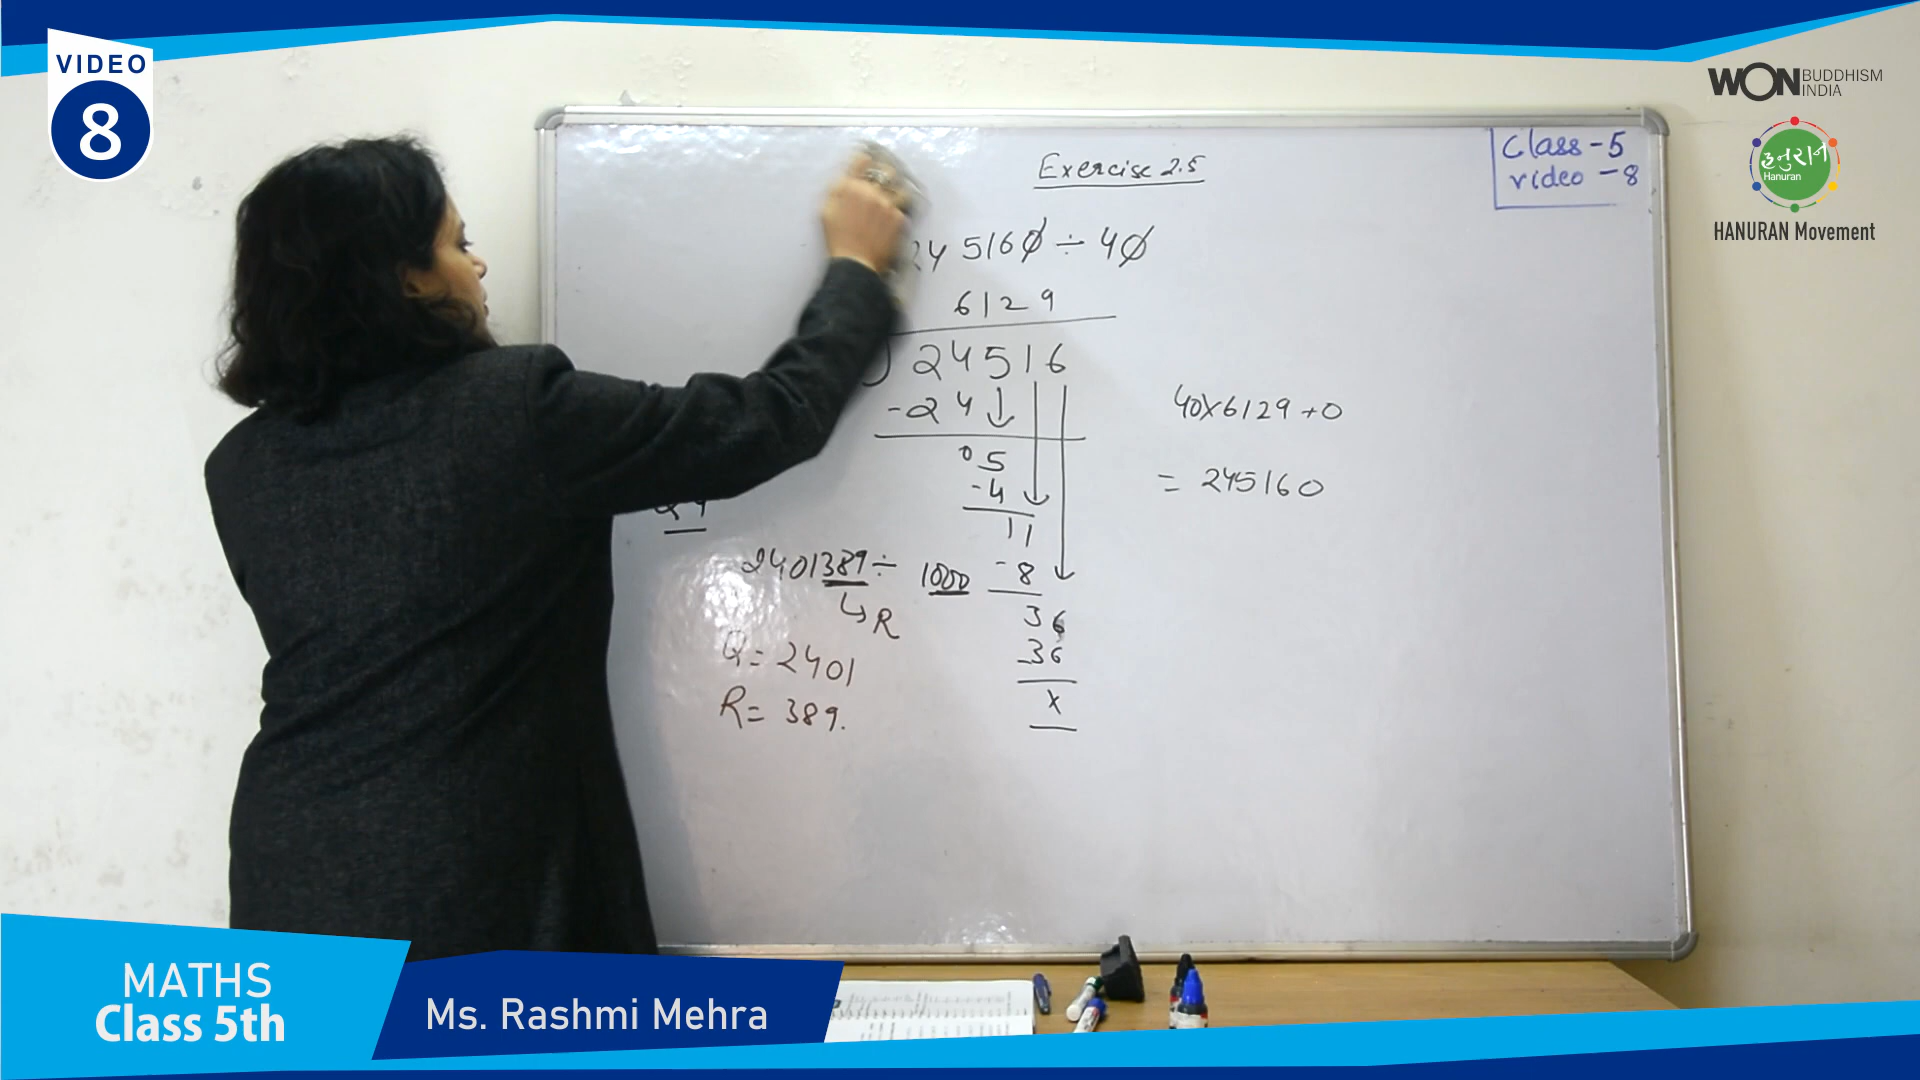 VIDEO
8
WON BUDDHISM INDIA
हनुरान
Hanuran
HANURAN Movement
Class-5
video -8
Exercise 2.5
245160 ÷ 40
6129
24516
-24
05
-4
11
-8
36
-36
x
40x6129+0
= 245160
2401389÷ 1000
↳R
Q= 2401
R= 389.
MATHS
Class 5th
Ms. Rashmi Mehra